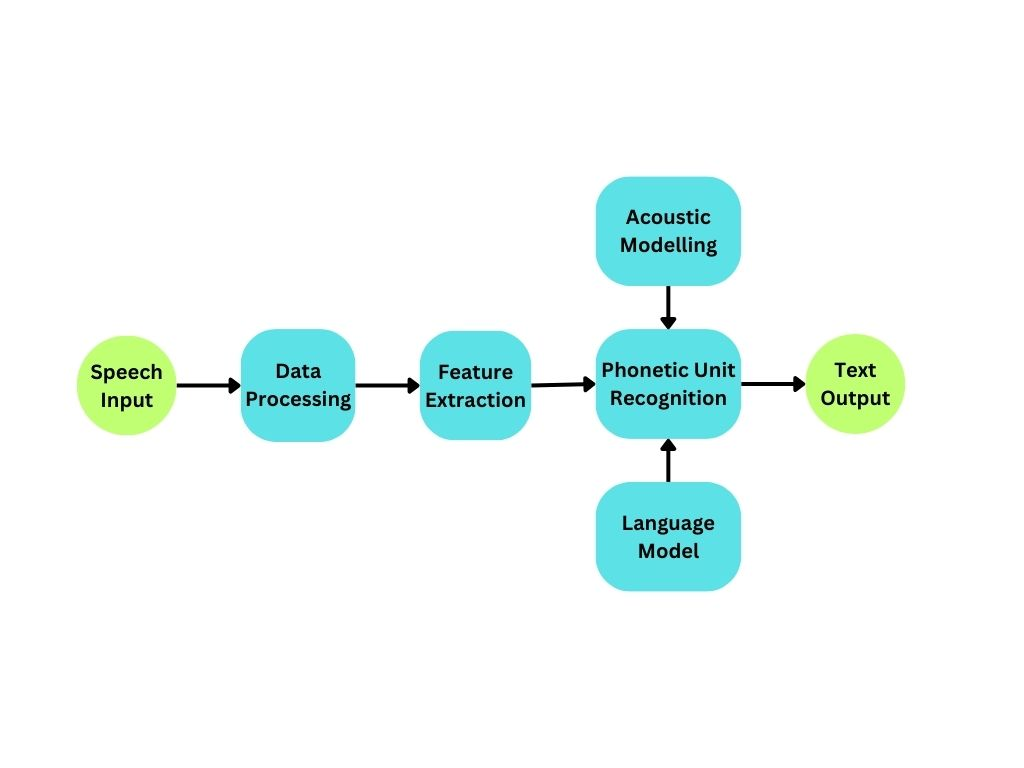 Acoustic
Modelling
Speech
Input
Data
Processing
Feature
Extraction
Phonetic Unit
Recognition
Text
Output
Language
Model